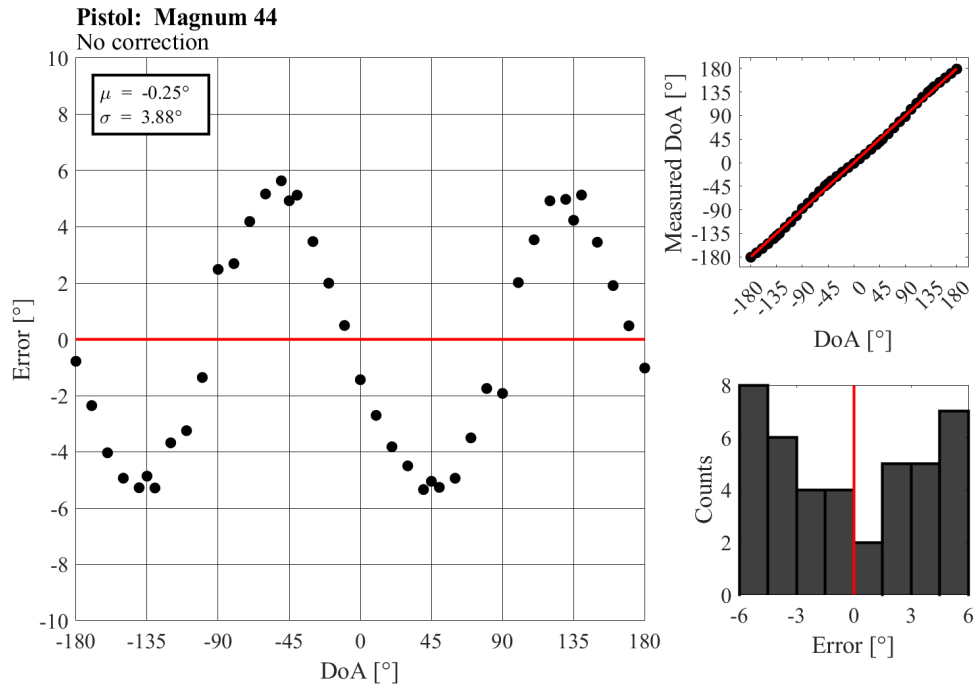 Pistol: Magnum 44
No correction
μ = -0.25°
σ = 3.88°
10
8
6
4
2
0
-2
-4
-6
-8
-10
Error [°]
-180 -135 -90 -45 0 45 90 135 180
DoA [°]
180
135
90
45
0
-45
-90
-135
-180
Measured DoA [°]
-180 -135 -90 -45 0 45 90 135 180
DoA [°]
8
6
4
2
0
Counts
-6 -3 0 3 6
Error [°]